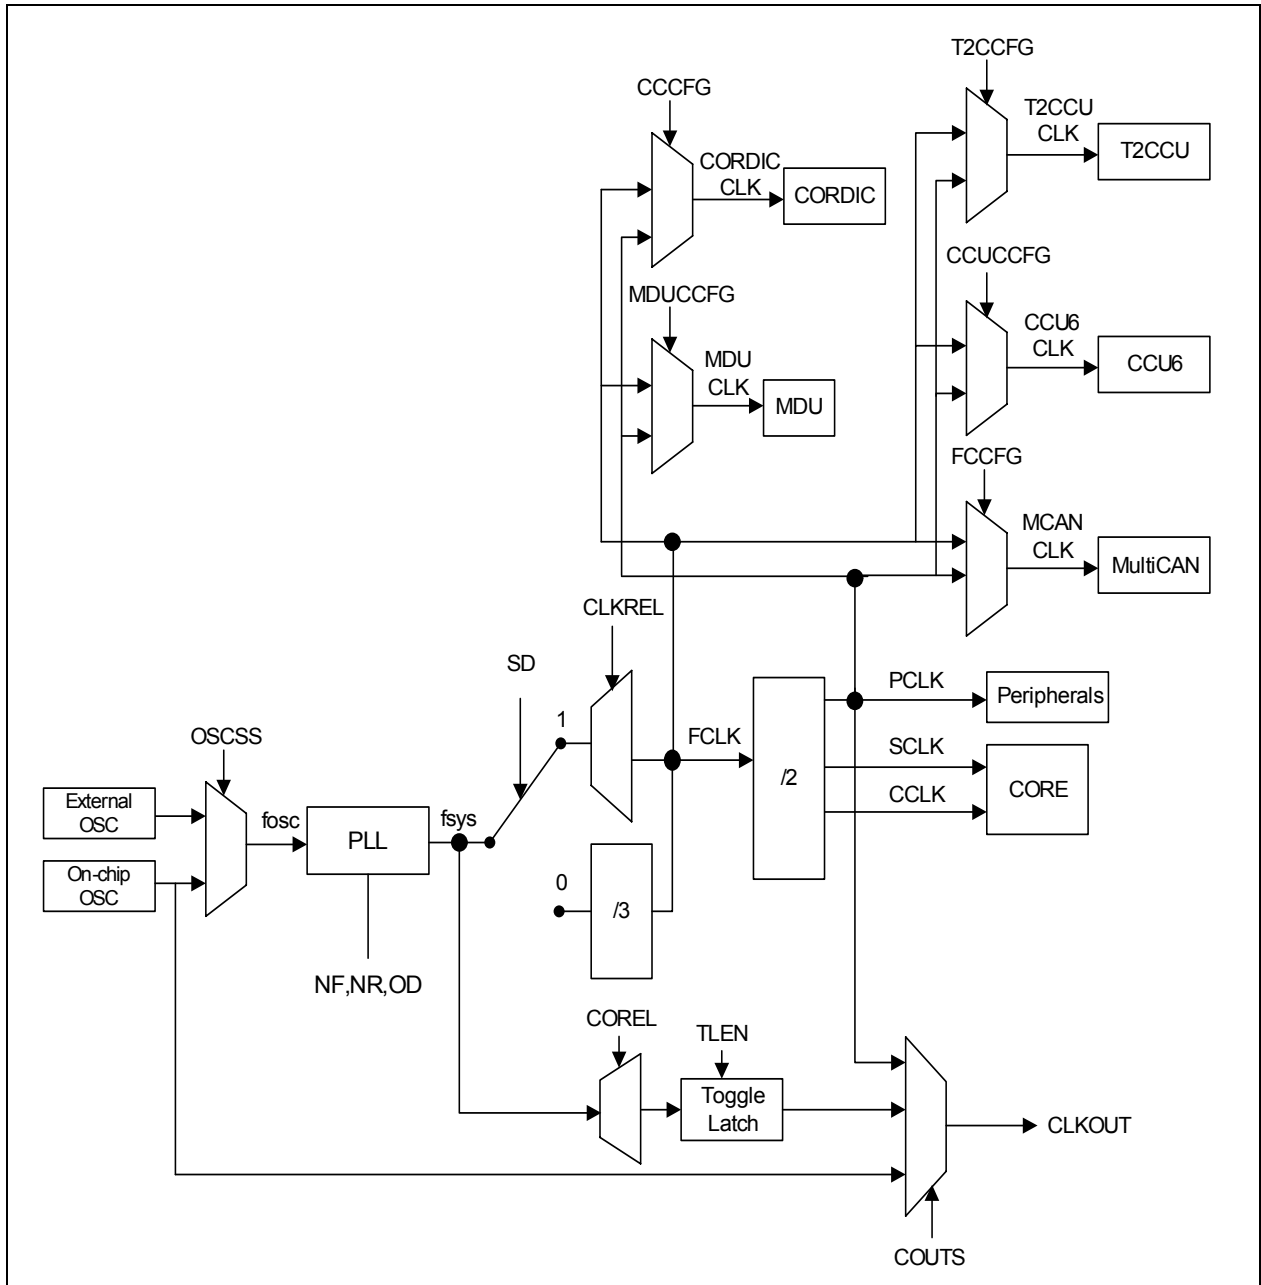 T2CCFG
CCCFG
T2CCU
CLK
T2CCU
CORDIC
CLK
CORDIC
CCUCCFG
MDUCCFG
CCU6
CLK
CCU6
MDU
CLK
MDU
FCCFG
MCAN
CLK
MultiCAN
CLKREL
SD
PCLK
Peripherals
1
OSCSS
FCLK
SCLK
/2
CORE
CCLK
External
OSC
fosc
PLL
fsys
On-chip
OSC
0
/3
NF,NR,OD
COREL
TLEN
Toggle
Latch
CLKOUT
COUTS